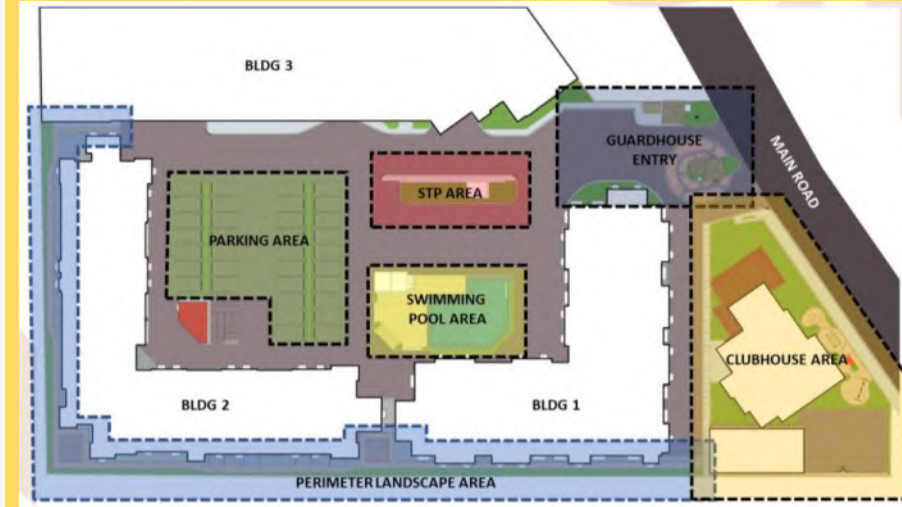 BLDG 3
GUARDHOUSE
ENTRY
MAIN ROAD
STP AREA
PARKING AREA
SWIMMING
POOL AREA
CLUBHOUSE AREA
BLDG 2
BLDG 1
PERIMETER LANDSCAPE AREA